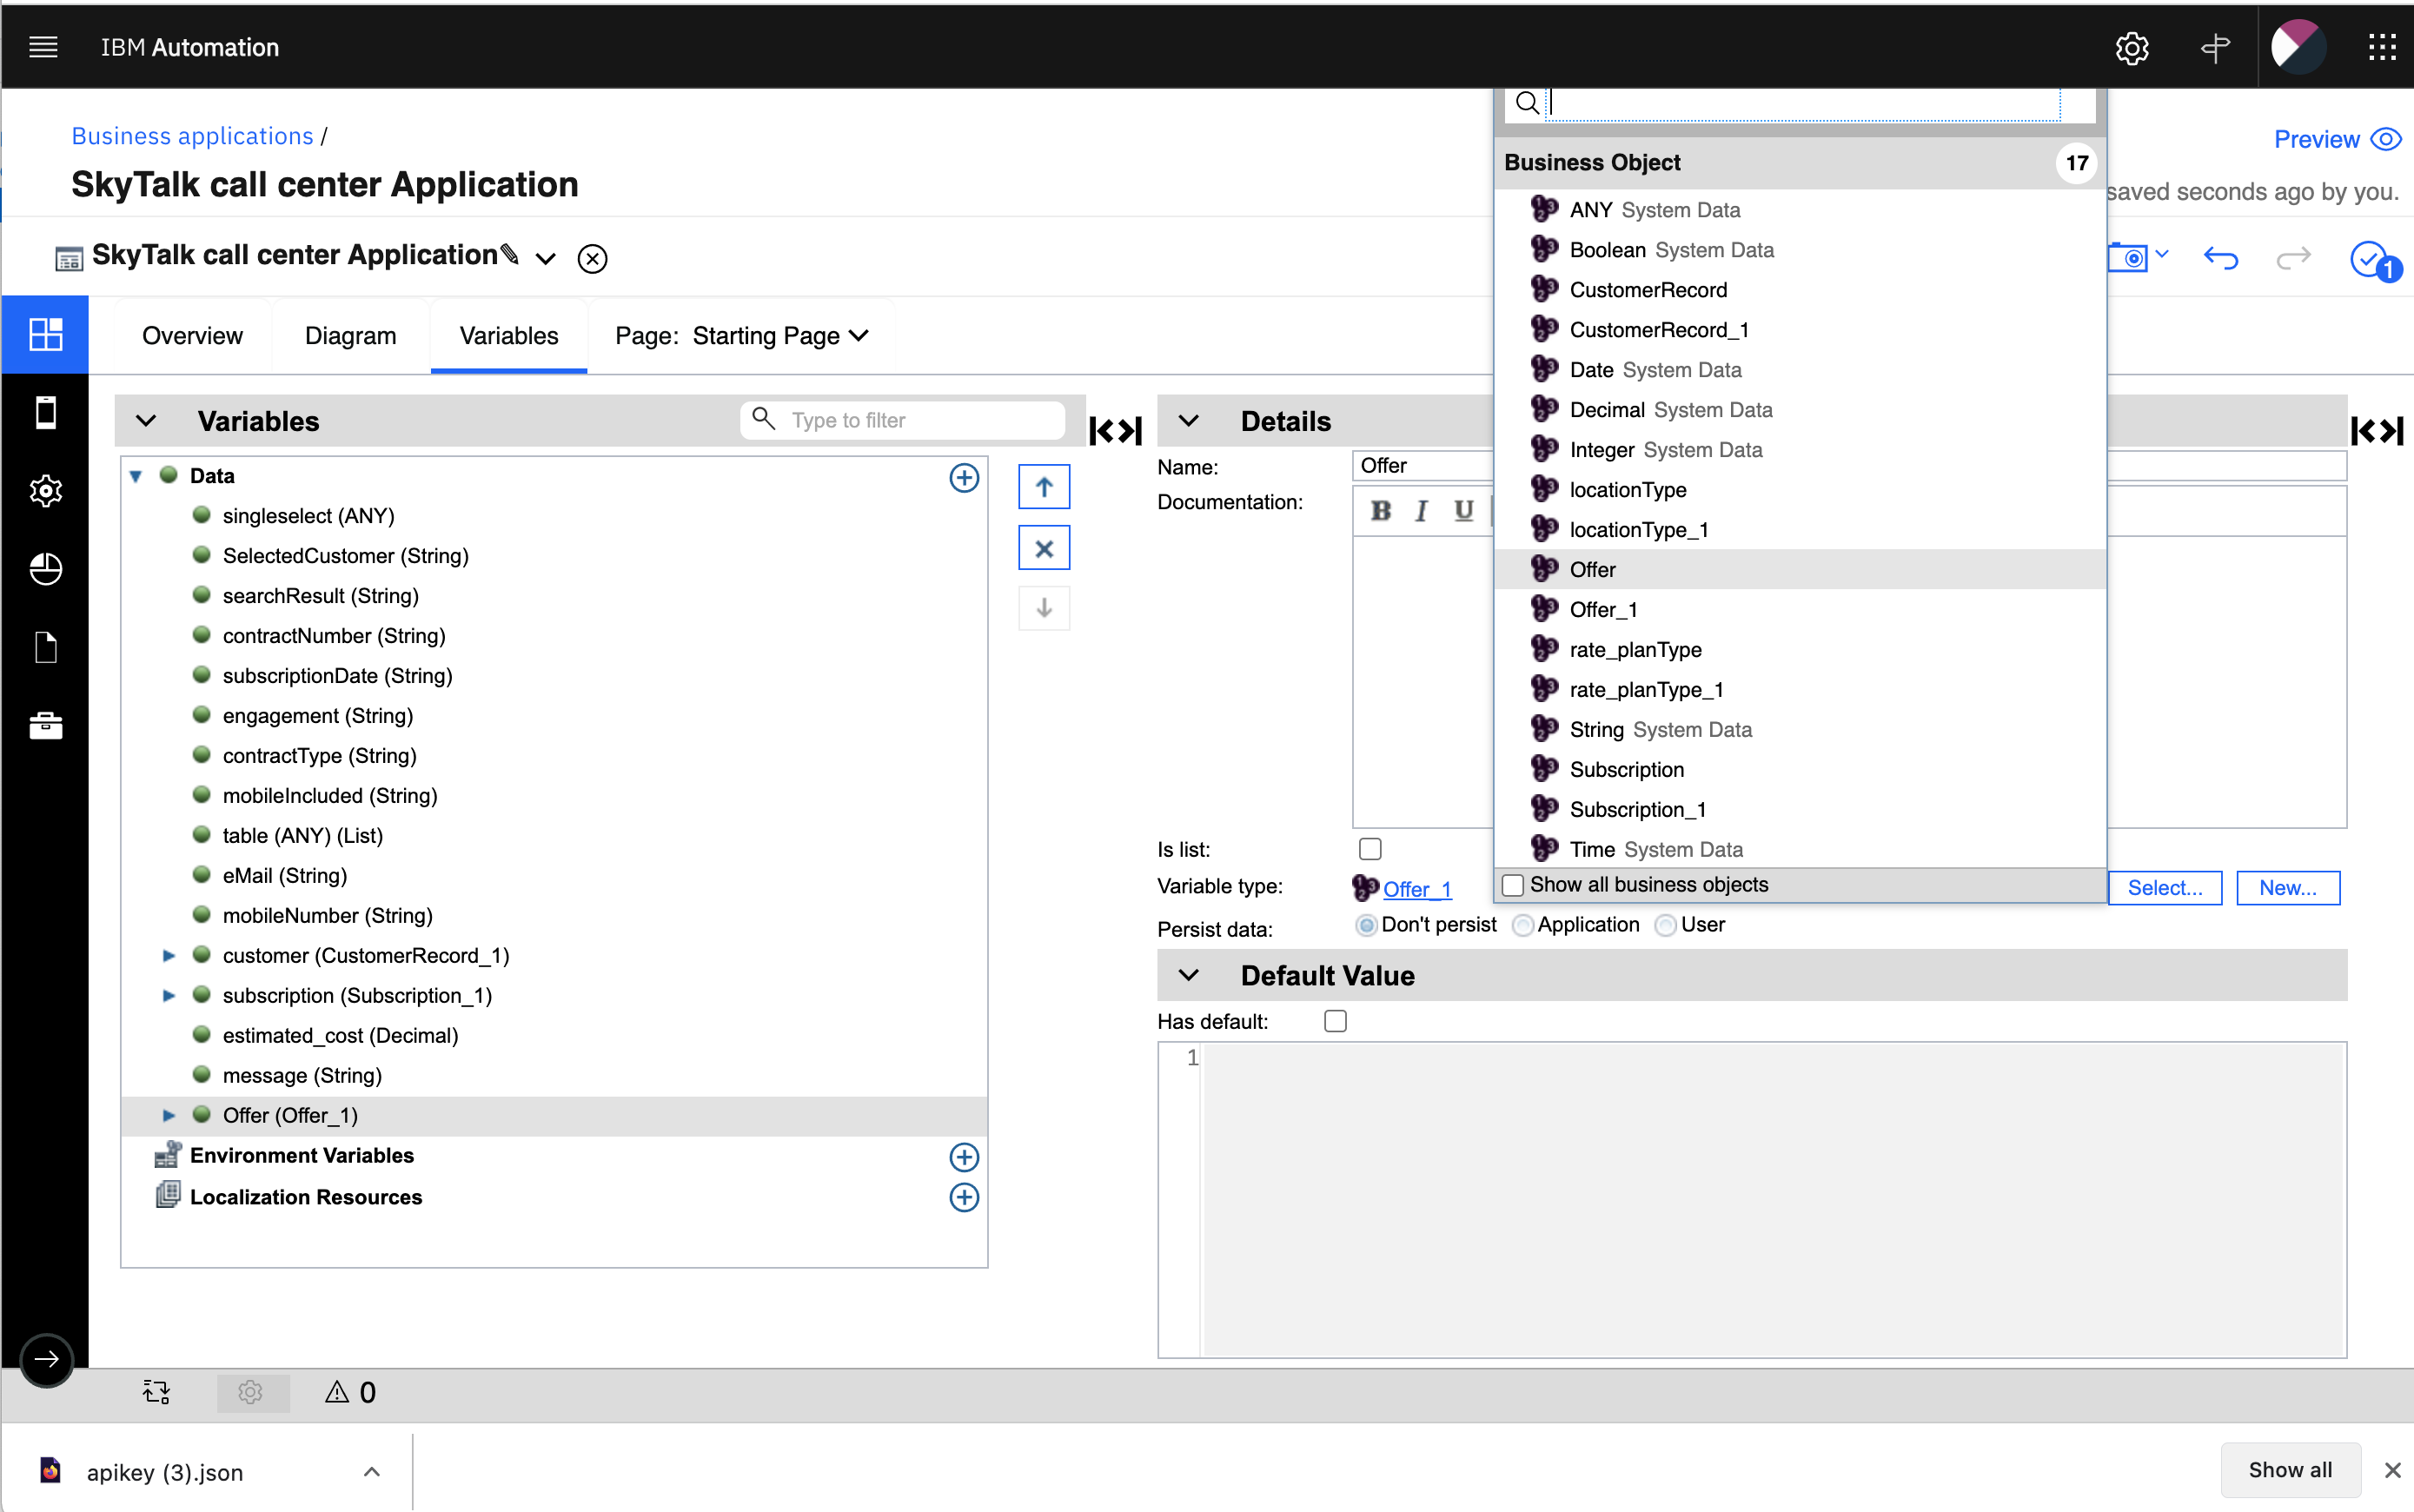 IBM Automation
Business applications /
SkyTalk call center Application
Preview
saved seconds ago by you.
SkyTalk call center Application
1
Overview
Diagram
Variables
Page: Starting Page
Variables
Type to filter
Data
singleselect (ANY)
SelectedCustomer (String)
searchResult (String)
contractNumber (String)
subscriptionDate (String)
engagement (String)
contractType (String)
mobileIncluded (String)
table (ANY) (List)
eMail (String)
mobileNumber (String)
customer (CustomerRecord_1)
subscription (Subscription_1)
estimated_cost (Decimal)
message (String)
Offer (Offer_1)
Environment Variables
Localization Resources
Details
Name:
Offer
Documentation:
B I U
Business Object
17
ANY System Data
Boolean System Data
CustomerRecord
CustomerRecord_1
Date System Data
Decimal System Data
Integer System Data
locationType
locationType_1
Offer
Offer_1
rate_planType
rate_planType_1
String System Data
Subscription
Subscription_1
Time System Data
Show all business objects
Is list:
Variable type:
Offer_1
Select...
New...
Persist data:
Don't persist
Application
User
Default Value
Has default:
1
0
apikey (3).json
Show all